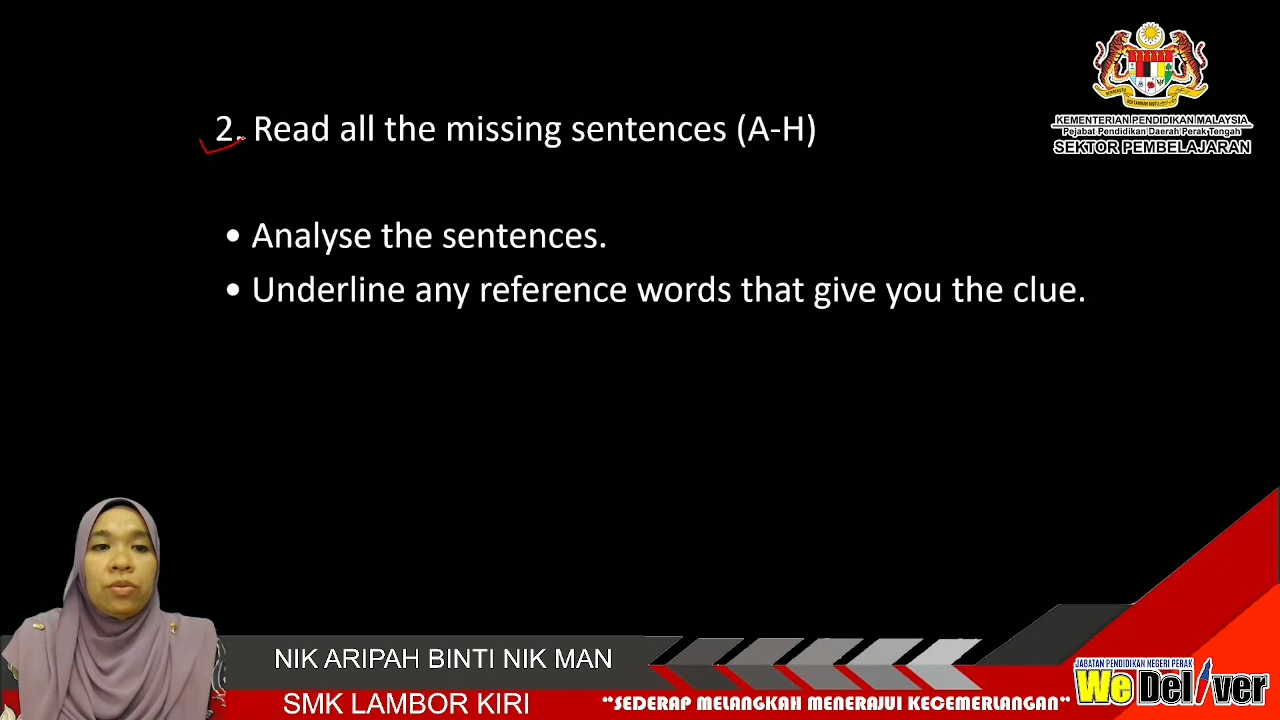 2. Read all the missing sentences (A-H)
• Analyse the sentences.
• Underline any reference words that give you the clue.
KEMENTERIAN PENDIDIKAN MALAYSIA
Pejabat Pendidikan Daerah Perak Tengah
SEKTOR PEMBELAJARAN
NIK ARIPAH BINTI NIK MAN
SMK LAMBOR KIRI
"SEDERAP MELANGKAH MENERAJUI KECEMERLANGAN"
JABATAN PENDIDIKAN NEGERI PERAK
We Deliver